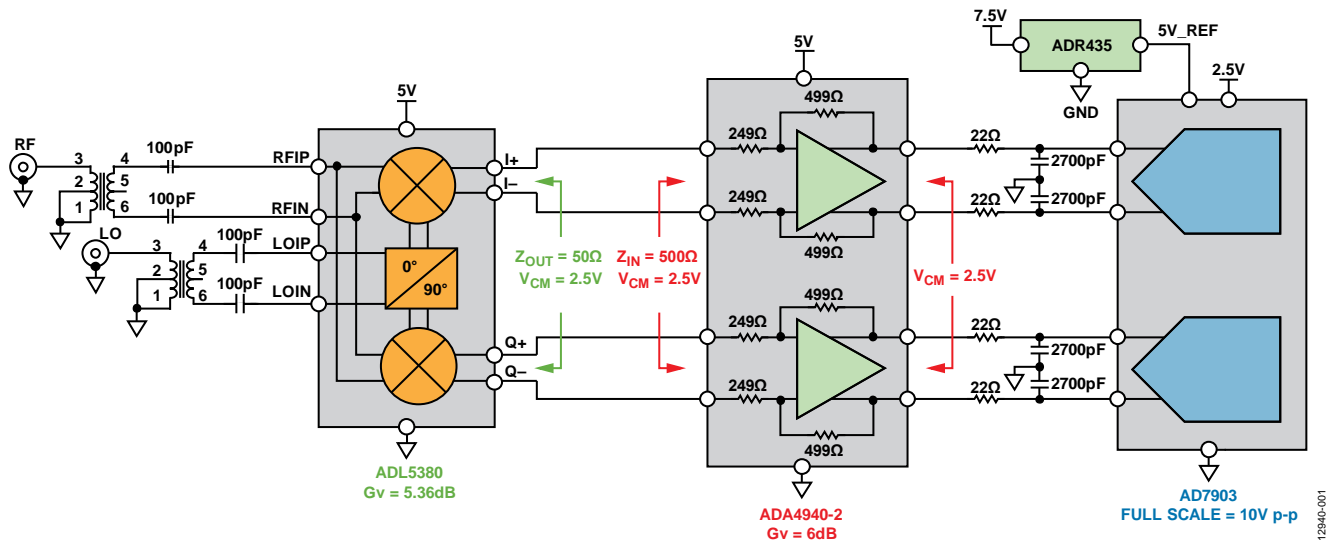 7.5V
ADR435
5V_REF
2.5V
GND
5V
5V
RF
3
2
1
4
5
6
100pF
100pF
RFIP
RFIN
LO
3
2
1
4
5
6
100pF
100pF
LOIP
LOIN
0°
90°
I+
I–
Q+
Q–
ZOUT = 50Ω
VCM = 2.5V
ZIN = 500Ω
VCM = 2.5V
499Ω
249Ω
249Ω
499Ω
499Ω
249Ω
249Ω
499Ω
VCM = 2.5V
22Ω
22Ω
2700pF
2700pF
22Ω
22Ω
2700pF
2700pF
ADL5380
Gv = 5.36dB
ADA4940-2
Gv = 6dB
AD7903
FULL SCALE = 10V p-p
12940-001